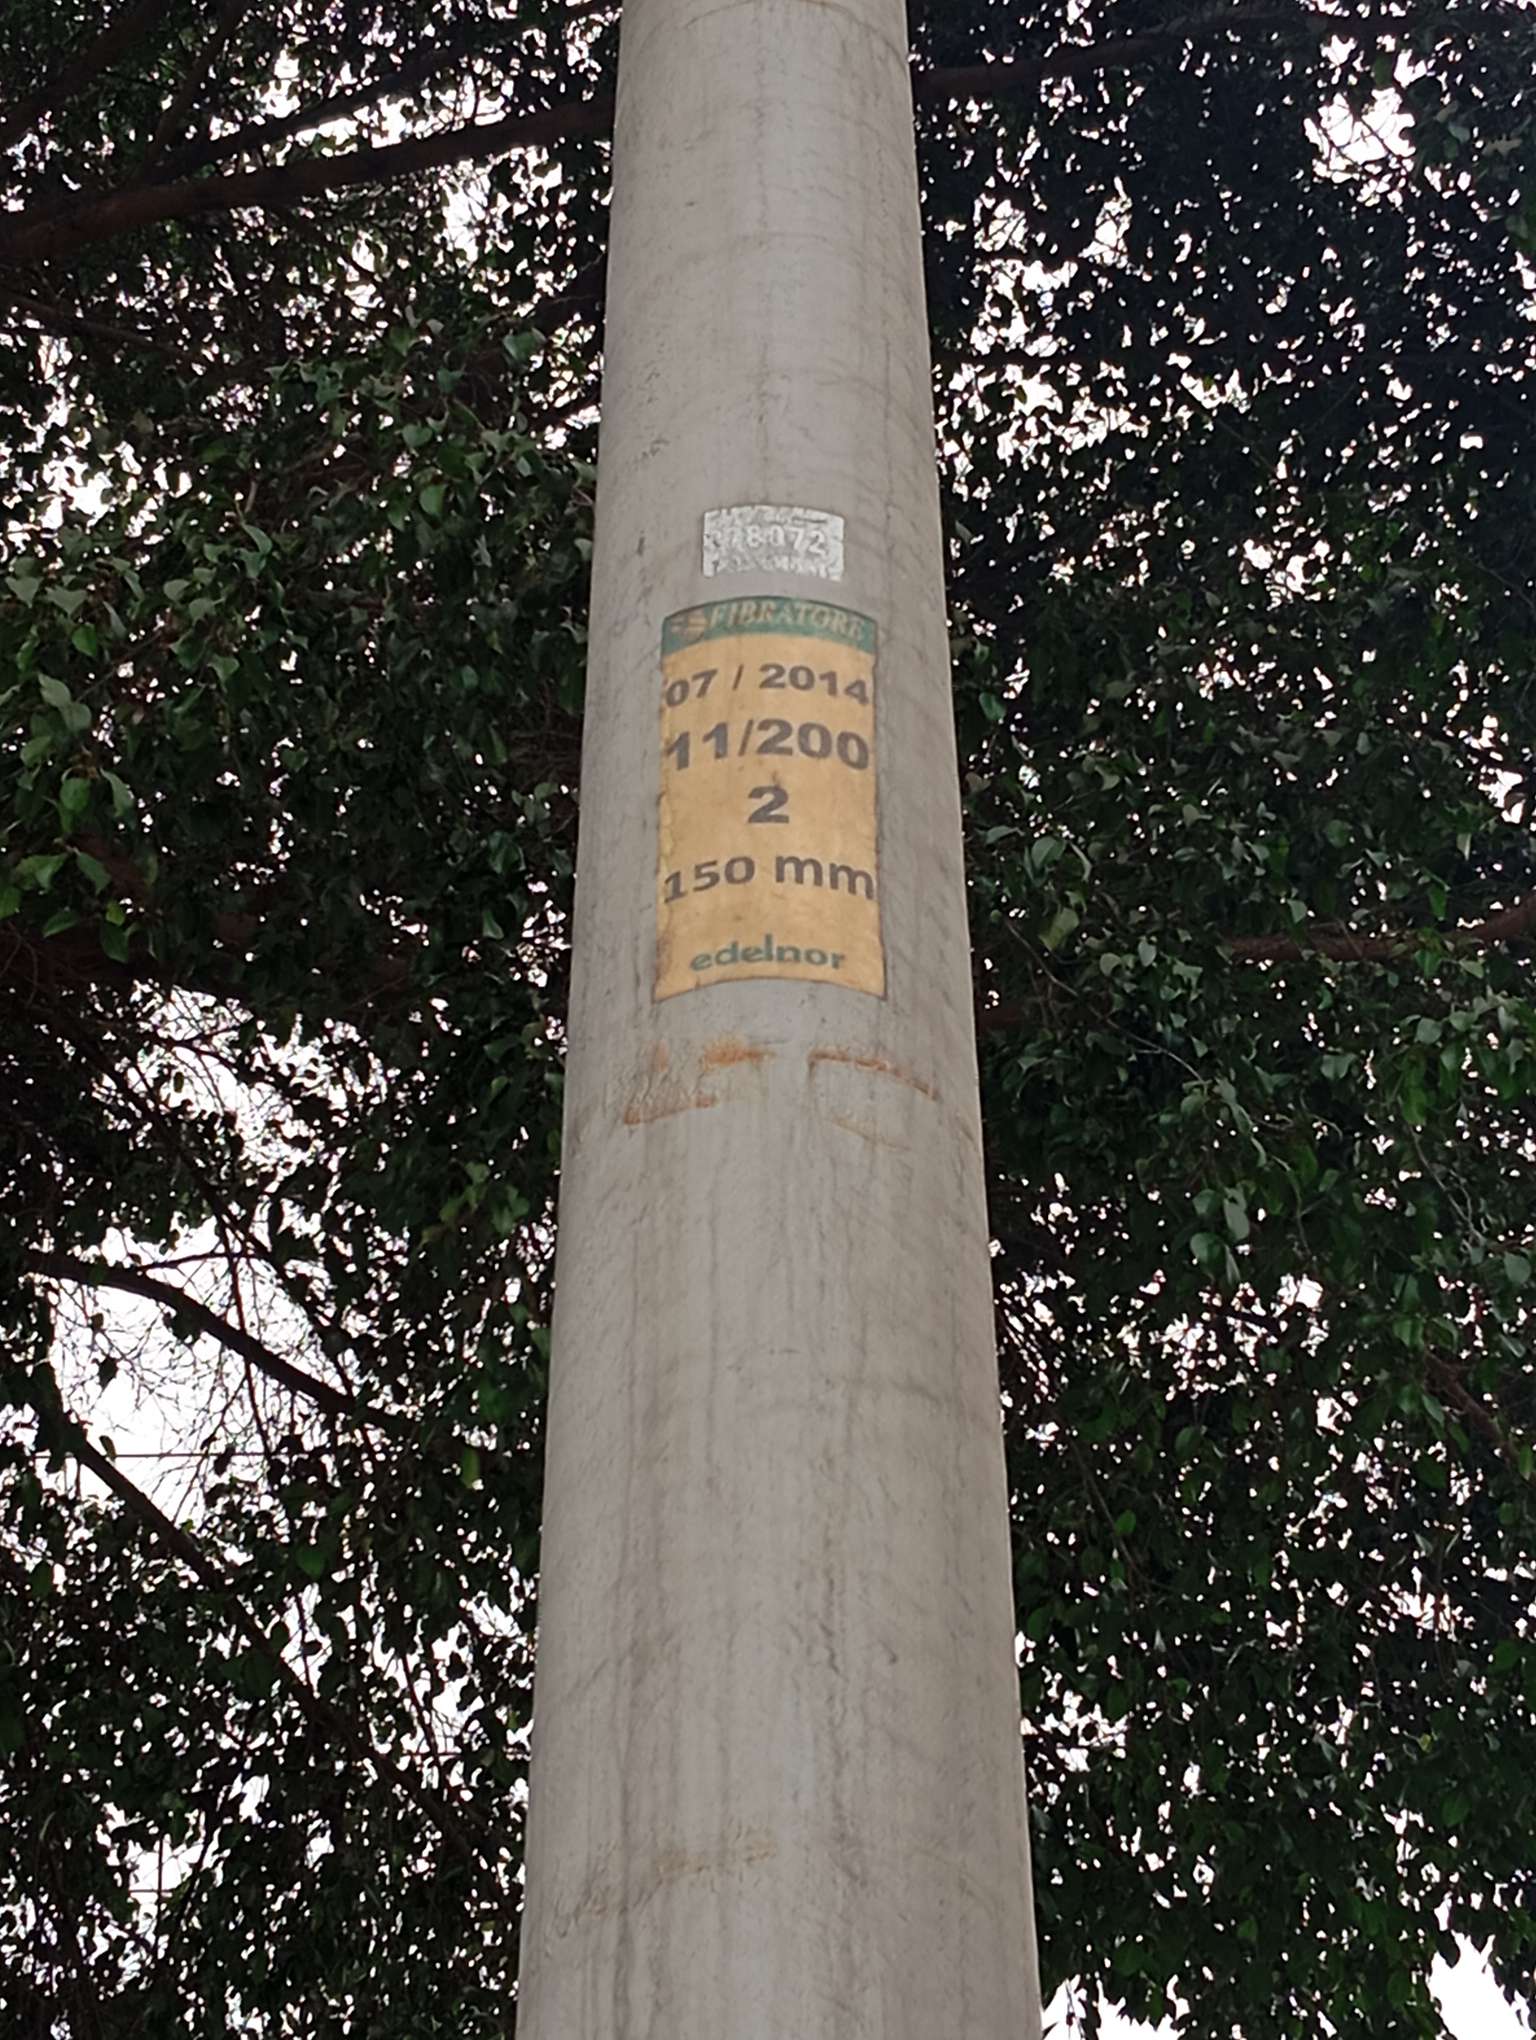 FIBRATORE
07 / 2014
11/200
2
150 mm
edelnor